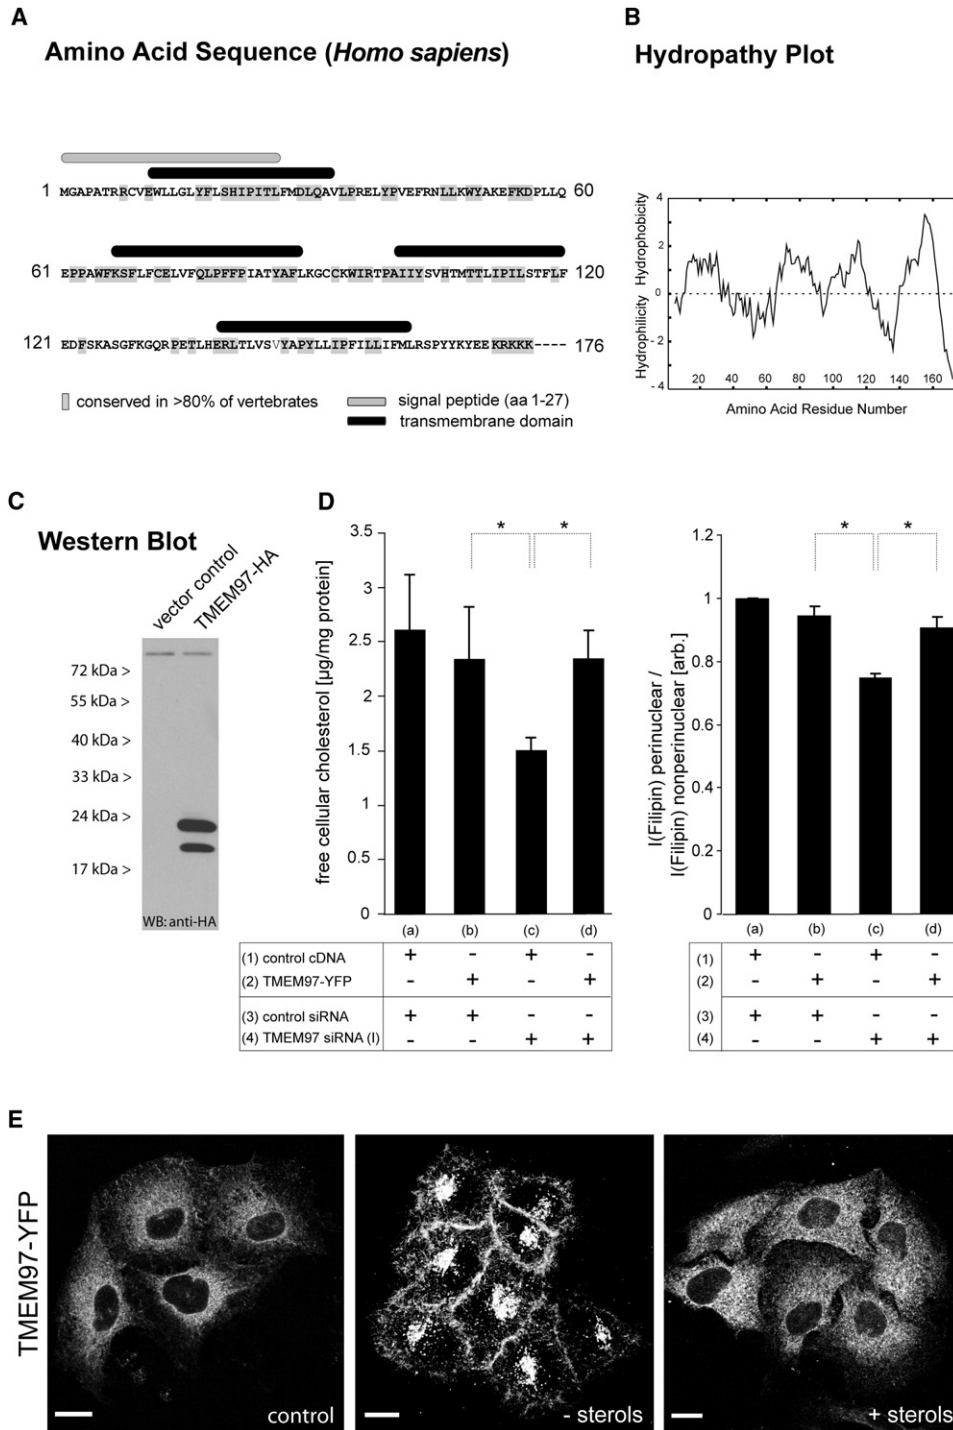 A
Amino Acid Sequence (Homo sapiens)
1 MGAPATRRCVEWLLGLYFLSHIPITLFMDLQAVLPRELYPVEFRNLLKWYAKEFKDPLLQ 60
61 EPPAWFKSFLFCELVFQLPFFPIATYAFLKGCCKWIRTPAIIYSVHTMTTLIPILSTFLF 120
121 EDFSKASGFKGQRPETLHERLTLVSVYAPYLLIPFILLIFMLRSPYYKYEEKRKKK---- 176
conserved in >80% of vertebrates
signal peptide (aa 1-27)
transmembrane domain
B
Hydropathy Plot
Hydrophilicity Hydrophobicity
4
2
0
- 2
- 4
20 40 60 80 100 120 140 160
Amino Acid Residue Number
C
Western Blot
vector control
TMEM97-HA
72 kDa >
55 kDa >
40 kDa >
33 kDa >
24 kDa >
17 kDa >
WB: anti-HA
D
free cellular cholesterol [µg/mg protein]
3.5
3
2.5
2
1.5
1
0.5
0
* *
(a) (b) (c) (d)
(1) control cDNA + - + -
(2) TMEM97-YFP - + - +
(3) control siRNA + + - -
(4) TMEM97 siRNA (I) - - + +
I(Filipin) perinuclear /
I(Filipin) nonperinuclear [arb.]
1.2
1
0.8
0.6
0.4
0.2
0
* *
(a) (b) (c) (d)
(1) + - + -
(2) - + - +
(3) + + - -
(4) - - + +
E
TMEM97-YFP
control
- sterols
+ sterols